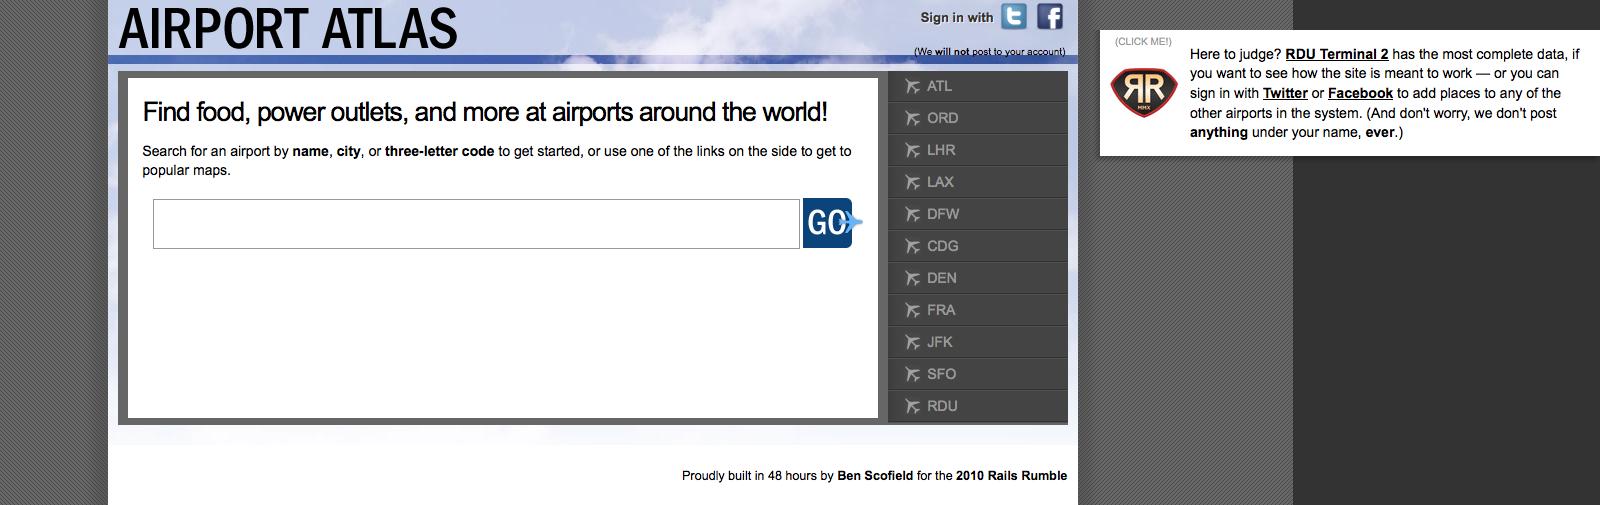 AIRPORT ATLAS
Sign in with
(We will not post to your account)
Find food, power outlets, and more at airports around the world!
Search for an airport by name, city, or three-letter code to get started, or use one of the links on the side to get to
popular maps.
GO
ATL
ORD
LHR
LAX
DFW
CDG
DEN
FRA
JFK
SFO
RDU
(CLICK ME!)
RR
MMX
Here to judge? RDU Terminal 2 has the most complete data, if
you want to see how the site is meant to work — or you can
sign in with Twitter or Facebook to add places to any of the
other airports in the system. (And don't worry, we don't post
anything under your name, ever.)
Proudly built in 48 hours by Ben Scofield for the 2010 Rails Rumble